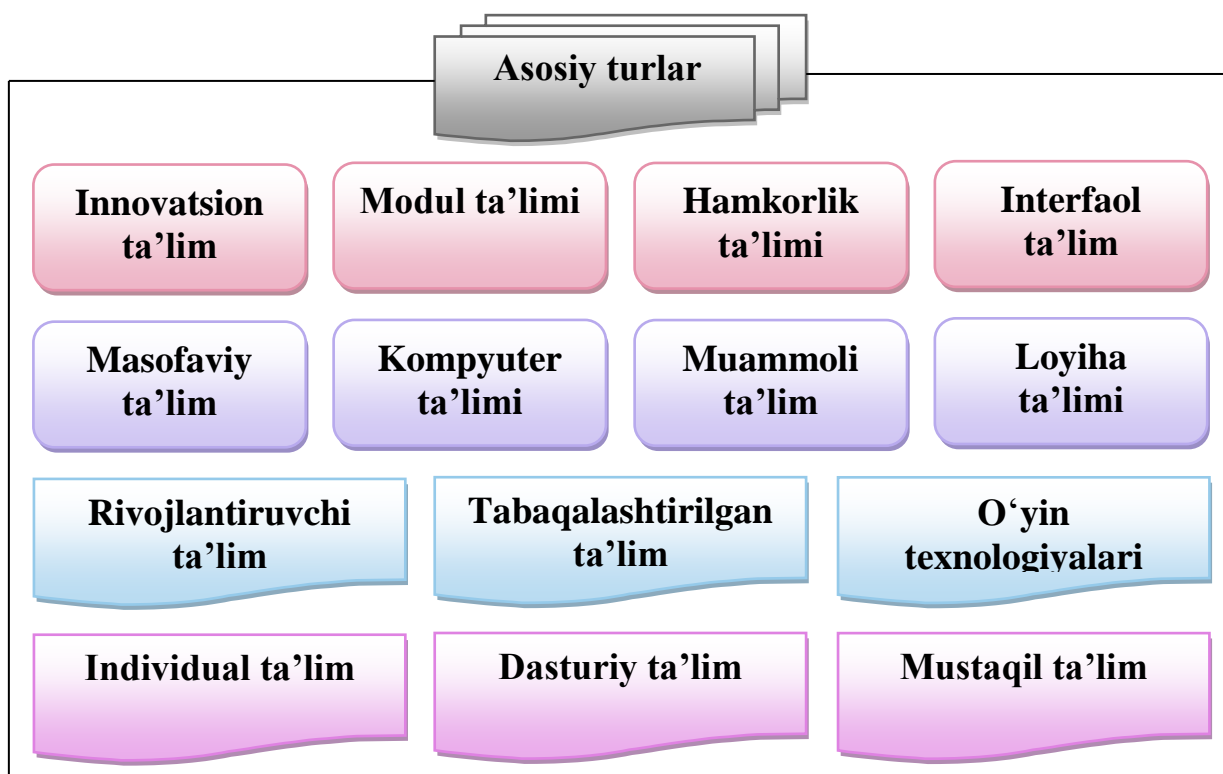 Asosiy turlar
Innovatsion
ta’lim
Modul ta’limi
Hamkorlik
ta’limi
Interfaol
ta’lim
Masofaviy
ta’lim
Kompyuter
ta’limi
Muammoli
ta’lim
Loyiha
ta’limi
Rivojlantiruvchi
ta’lim
Tabaqalashtirilgan
ta’lim
O‘yin
texnologiyalari
Individual ta’lim
Dasturiy ta’lim
Mustaqil ta’lim